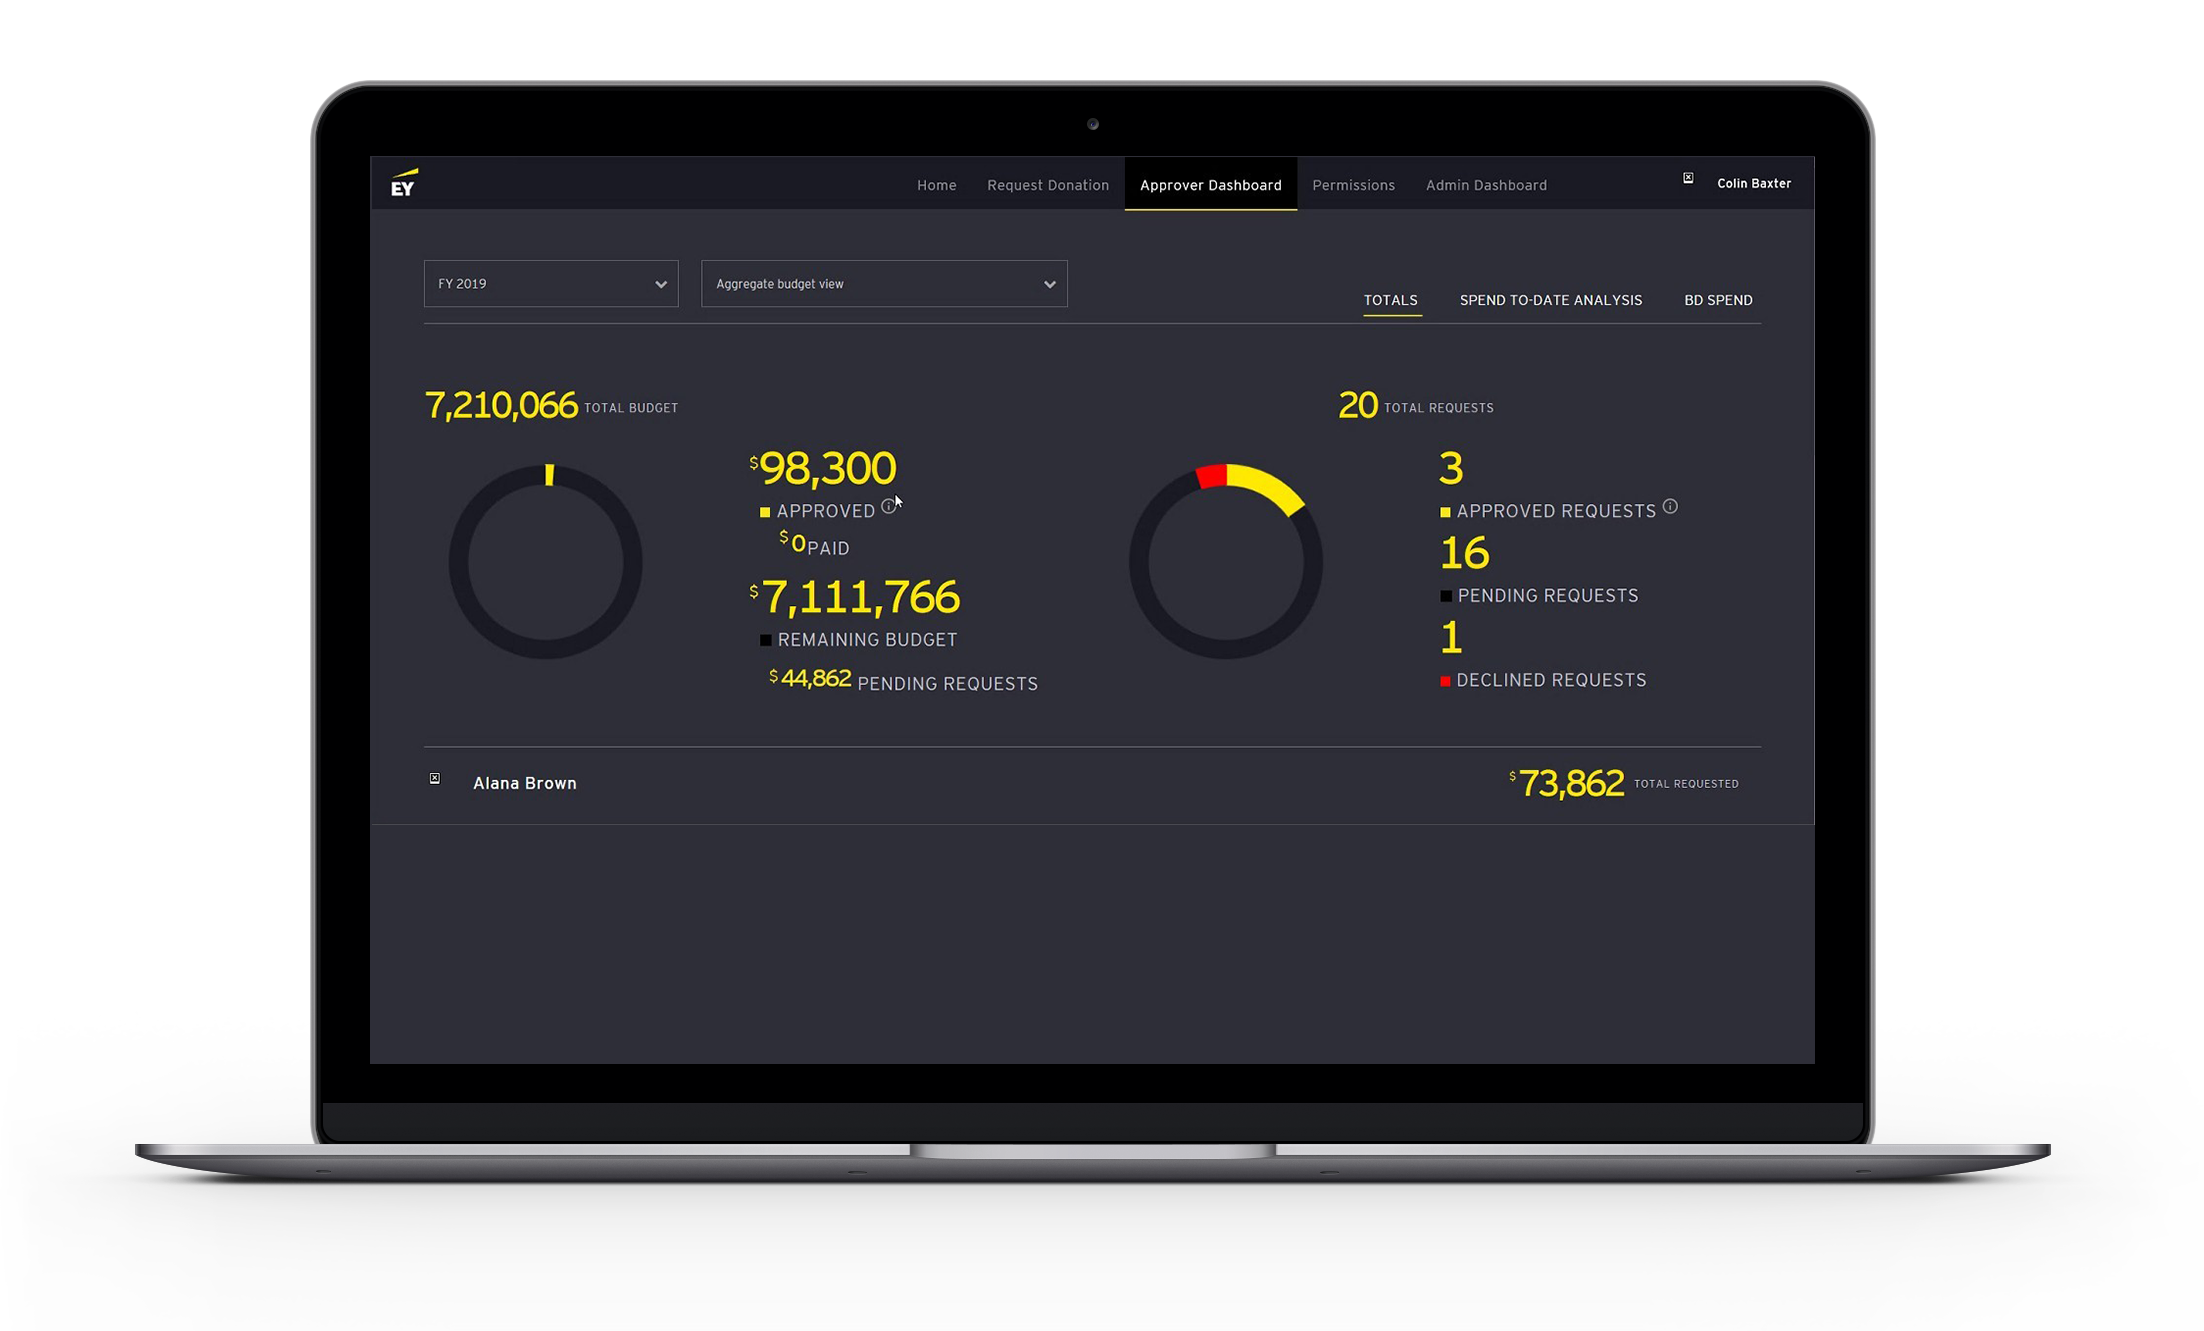 EY
Home Request Donation Approver Dashboard Permissions Admin Dashboard Colin Baxter
FY 2019 Aggregate budget view
TOTALS SPEND TO-DATE ANALYSIS BD SPEND
7,210,066 TOTAL BUDGET
$98,300
APPROVED
$0 PAID
$7,111,766
REMAINING BUDGET
$44,862 PENDING REQUESTS
20 TOTAL REQUESTS
3
APPROVED REQUESTS
16
PENDING REQUESTS
1
DECLINED REQUESTS
Alana Brown $73,862 TOTAL REQUESTED